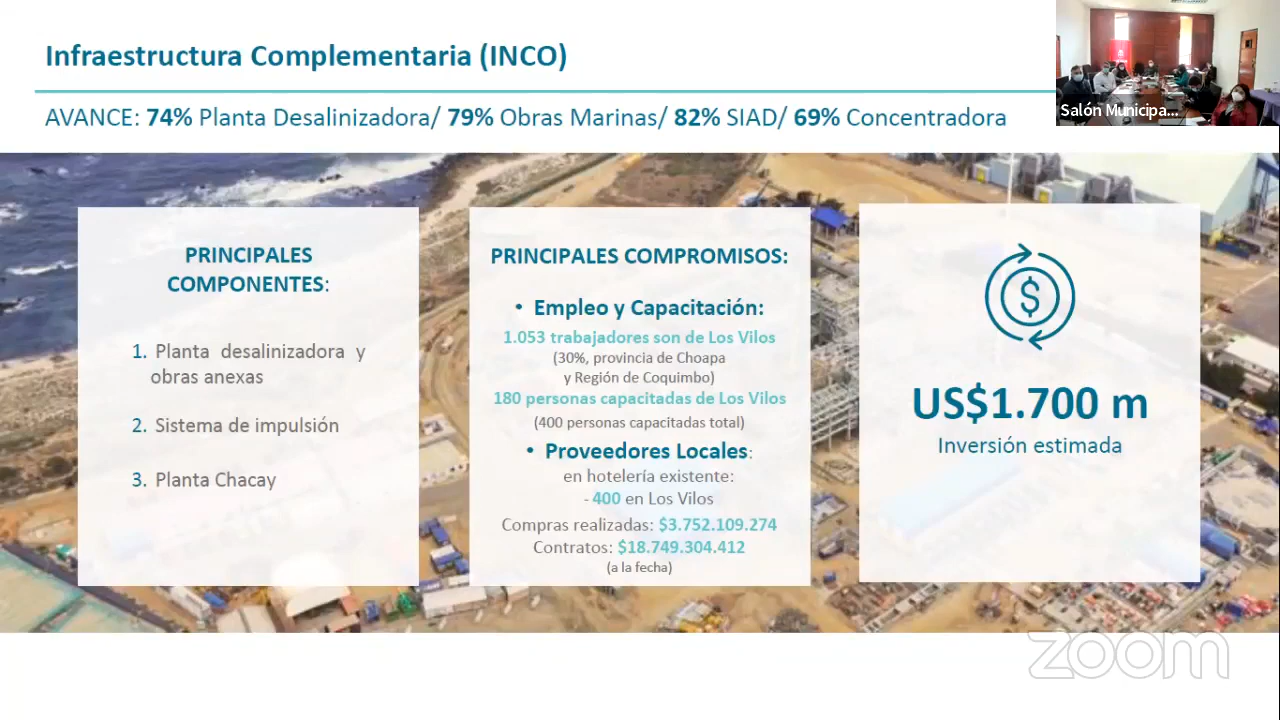 Infraestructura Complementaria (INCO)
AVANCE: 74% Planta Desalinizadora/ 79% Obras Marinas/ 82% SIAD/ 69% Concentradora
Salón Municipa...
PRINCIPALES
COMPONENTES:
1. Planta desalinizadora y
obras anexas
2. Sistema de impulsión
3. Planta Chacay
PRINCIPALES COMPROMISOS:
• Empleo y Capacitación:
1.053 trabajadores son de Los Vilos
(30%, provincia de Choapa
y Región de Coquimbo)
180 personas capacitadas de Los Vilos
(400 personas capacitadas total)
• Proveedores Locales:
en hotelería existente:
- 400 en Los Vilos
Compras realizadas: $3.752.109.274
Contratos: $18.749.304.412
(a la fecha)
$
US$1.700 m
Inversión estimada
zoom